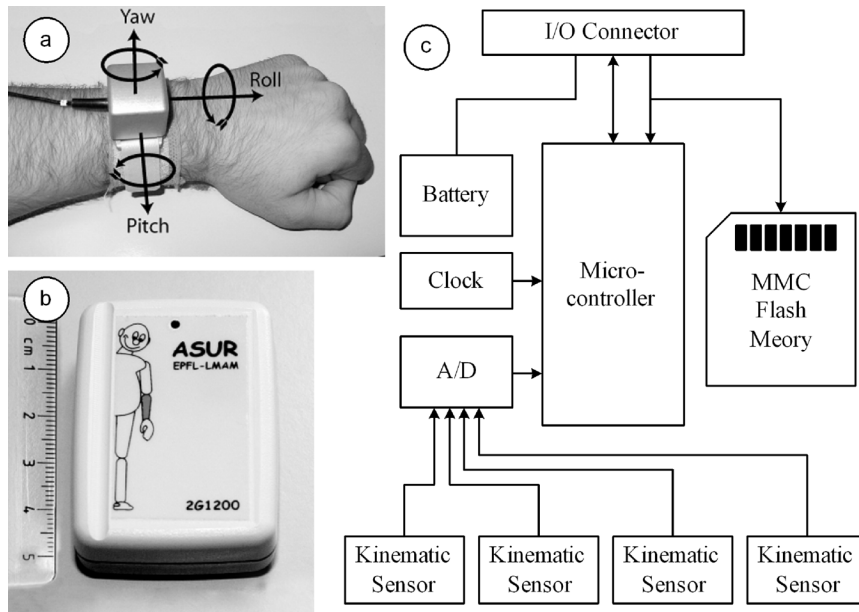 a
Yaw
Roll
Pitch
b
0
cm 1
2
3
4
5
ASUR
EPFL-LMAM
2G1200
c
I/O Connector
Battery
Clock
A/D
Micro-
controller
MMC
Flash
Meory
Kinematic
Sensor
Kinematic
Sensor
Kinematic
Sensor
Kinematic
Sensor